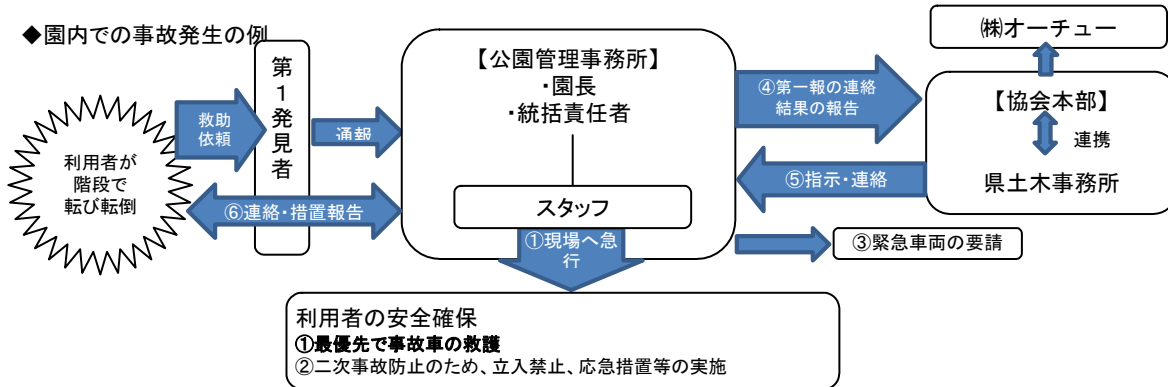 ◆園内での事故発生の例
利用者が
階段で
転び転倒
救助
依頼
第1発見者
通報
⑥連絡・措置報告
【公園管理事務所】
・園長
・統括責任者
スタッフ
①現場へ急
行
④第一報の連絡
結果の報告
⑤指示・連絡
③緊急車両の要請
㈱オーチュー
【協会本部】
連携
県土木事務所
利用者の安全確保
①最優先で事故車の救護
②二次事故防止のため、立入禁止、応急措置等の実施